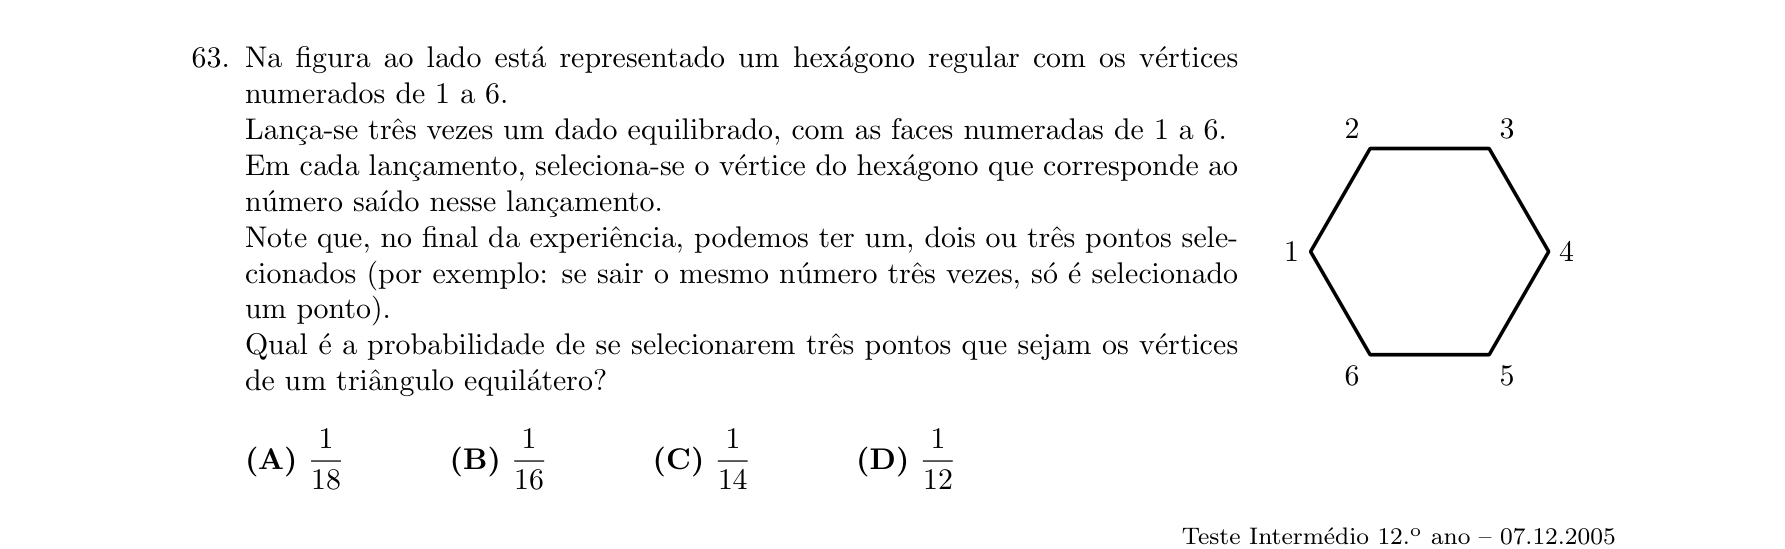 63. Na figura ao lado está representado um hexágono regular com os vértices
numerados de 1 a 6.
Lança-se três vezes um dado equilibrado, com as faces numeradas de 1 a 6.
Em cada lançamento, seleciona-se o vértice do hexágono que corresponde ao
número saído nesse lançamento.
Note que, no final da experiência, podemos ter um, dois ou três pontos sele-
cionados (por exemplo: se sair o mesmo número três vezes, só é selecionado
um ponto).
Qual é a probabilidade de se selecionarem três pontos que sejam os vértices
de um triângulo equilátero?
2 3
1 4
6 5
(A) 1/18 (B) 1/16 (C) 1/14 (D) 1/12
Teste Intermédio 12.º ano – 07.12.2005